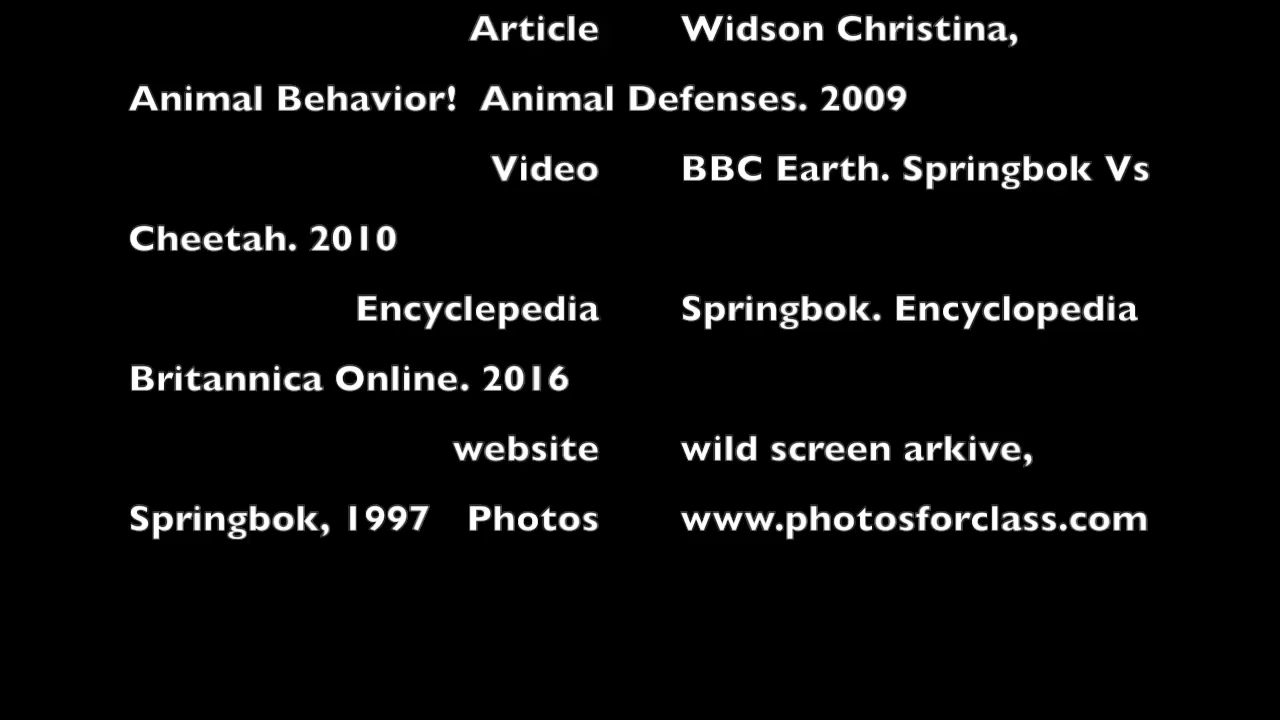 Article Widson Christina,
Animal Behavior! Animal Defenses. 2009
Video BBC Earth. Springbok Vs
Cheetah. 2010
Encyclepedia Springbok. Encyclopedia
Britannica Online. 2016
website wild screen arkive,
Springbok, 1997 Photos www.photosforclass.com